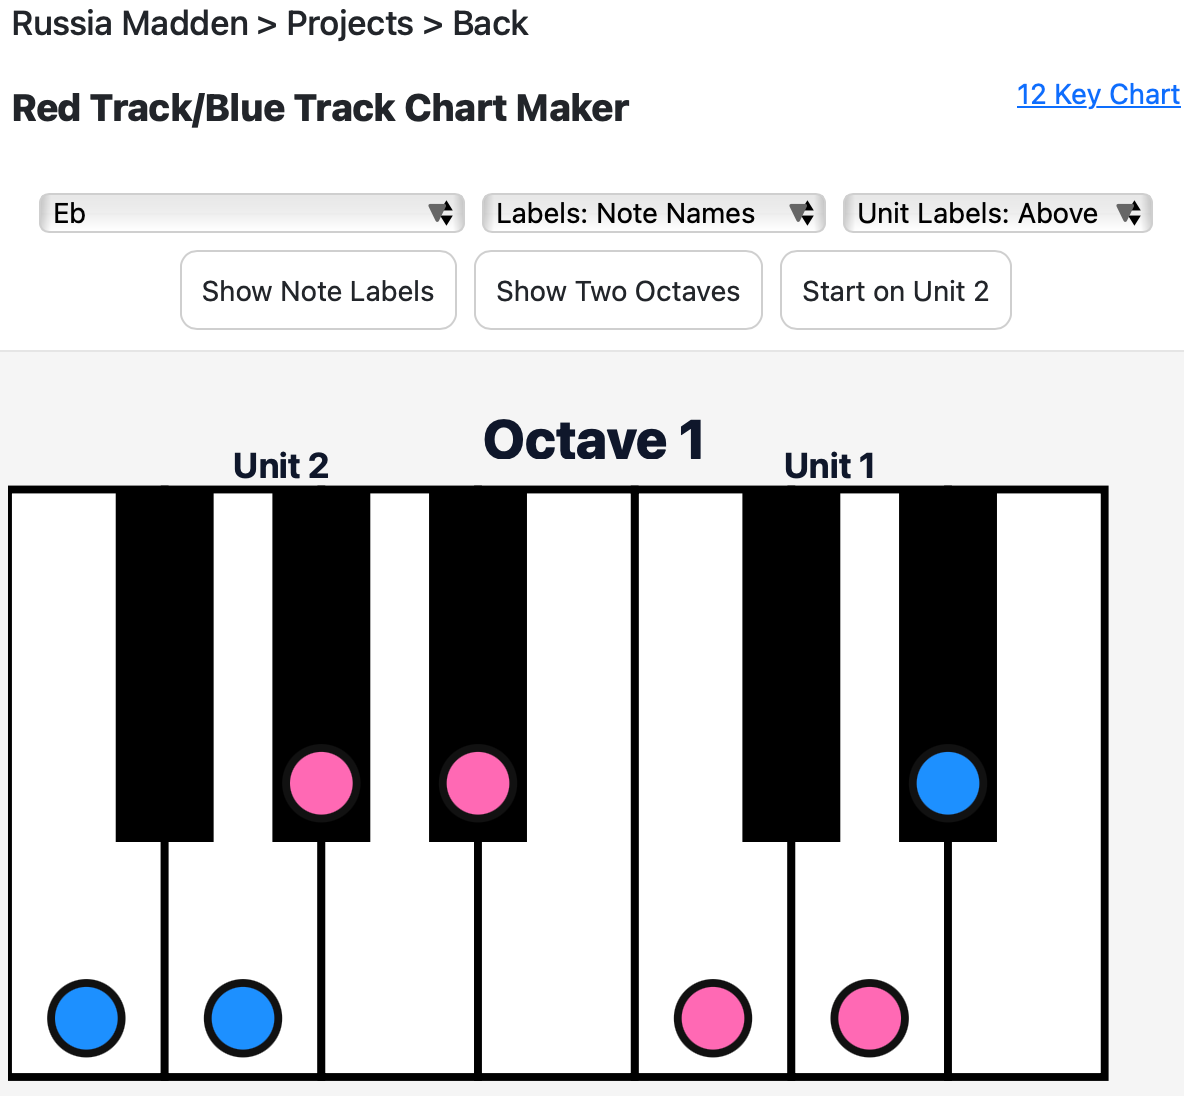 Russia Madden > Projects > Back
Red Track/Blue Track Chart Maker
12 Key Chart
Eb
Labels: Note Names
Unit Labels: Above
Show Note Labels
Show Two Octaves
Start on Unit 2
Octave 1
Unit 2
Unit 1